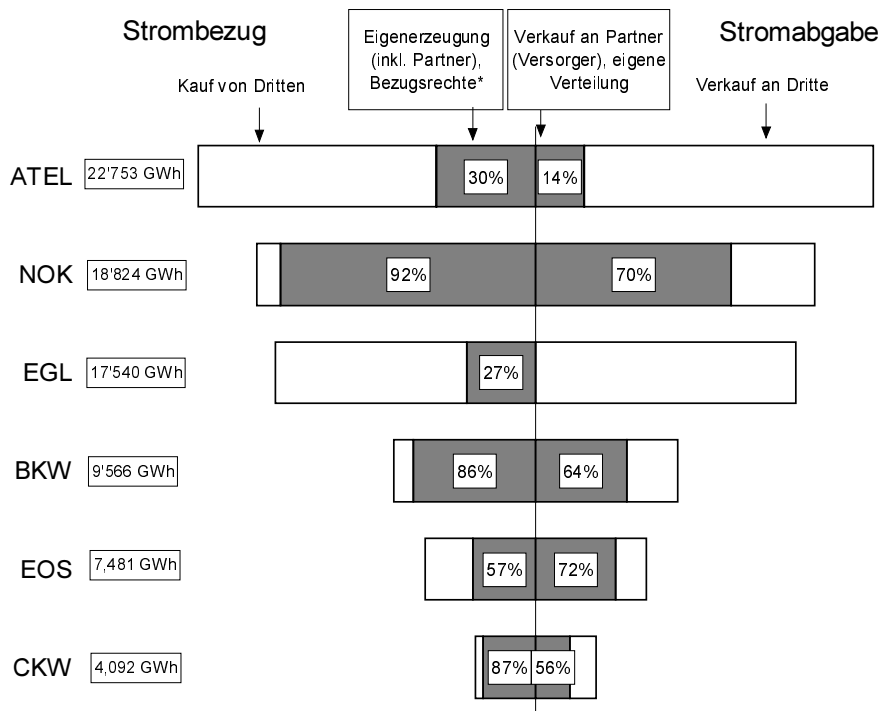 Strombezug
Eigenerzeugung
(inkl. Partner),
Bezugsrechte*
Verkauf an Partner
(Versorger), eigene
Verteilung
Stromabgabe
Kauf von Dritten
Verkauf an Dritte
ATEL 22'753 GWh 30% 14%
NOK 18'824 GWh 92% 70%
EGL 17'540 GWh 27%
BKW 9'566 GWh 86% 64%
EOS 7,481 GWh 57% 72%
CKW 4,092 GWh 87% 56%